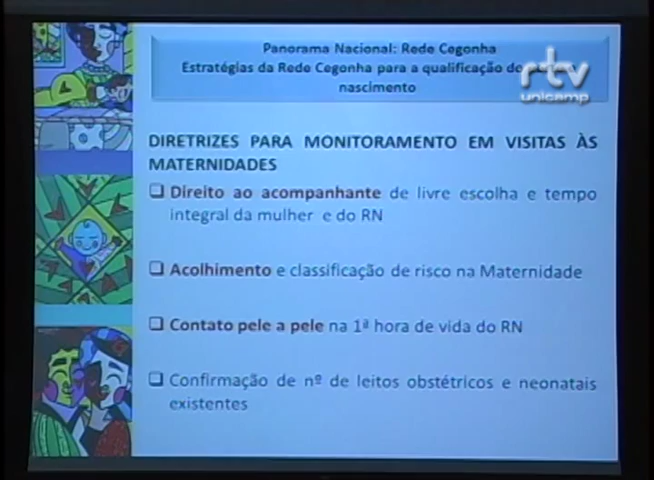 Panorama Nacional: Rede Cegonha
Estratégias da Rede Cegonha para a qualificação do
nascimento
rtv
unicamp
DIRETRIZES PARA MONITORAMENTO EM VISITAS ÀS
MATERNIDADES
Direito ao acompanhante de livre escolha e tempo
integral da mulher e do RN
Acolhimento e classificação de risco na Maternidade
Contato pele a pele na 1ª hora de vida do RN
Confirmação de nº de leitos obstétricos e neonatais
existentes